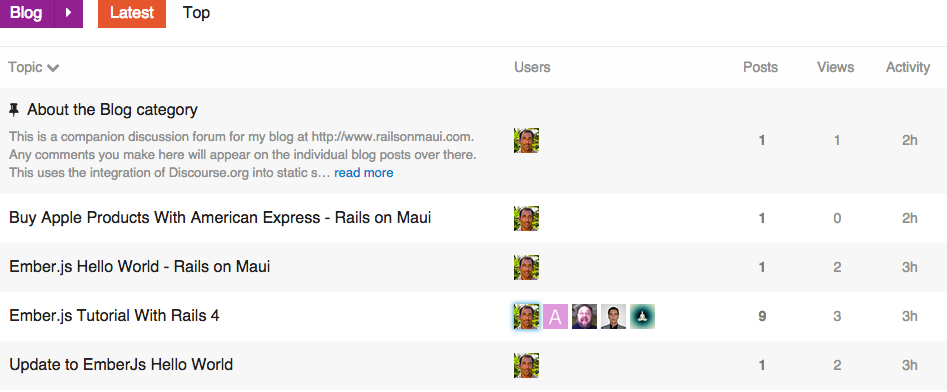 Blog Latest Top
Topic Users Posts Views Activity
About the Blog category
This is a companion discussion forum for my blog at http://www.railsonmaui.com.
Any comments you make here will appear on the individual blog posts over there. 1 1 2h
This uses the integration of Discourse.org into static s... read more
Buy Apple Products With American Express - Rails on Maui 1 0 2h
Ember.js Hello World - Rails on Maui 1 2 3h
Ember.js Tutorial With Rails 4 A 9 3 3h
Update to EmberJs Hello World 1 2 3h